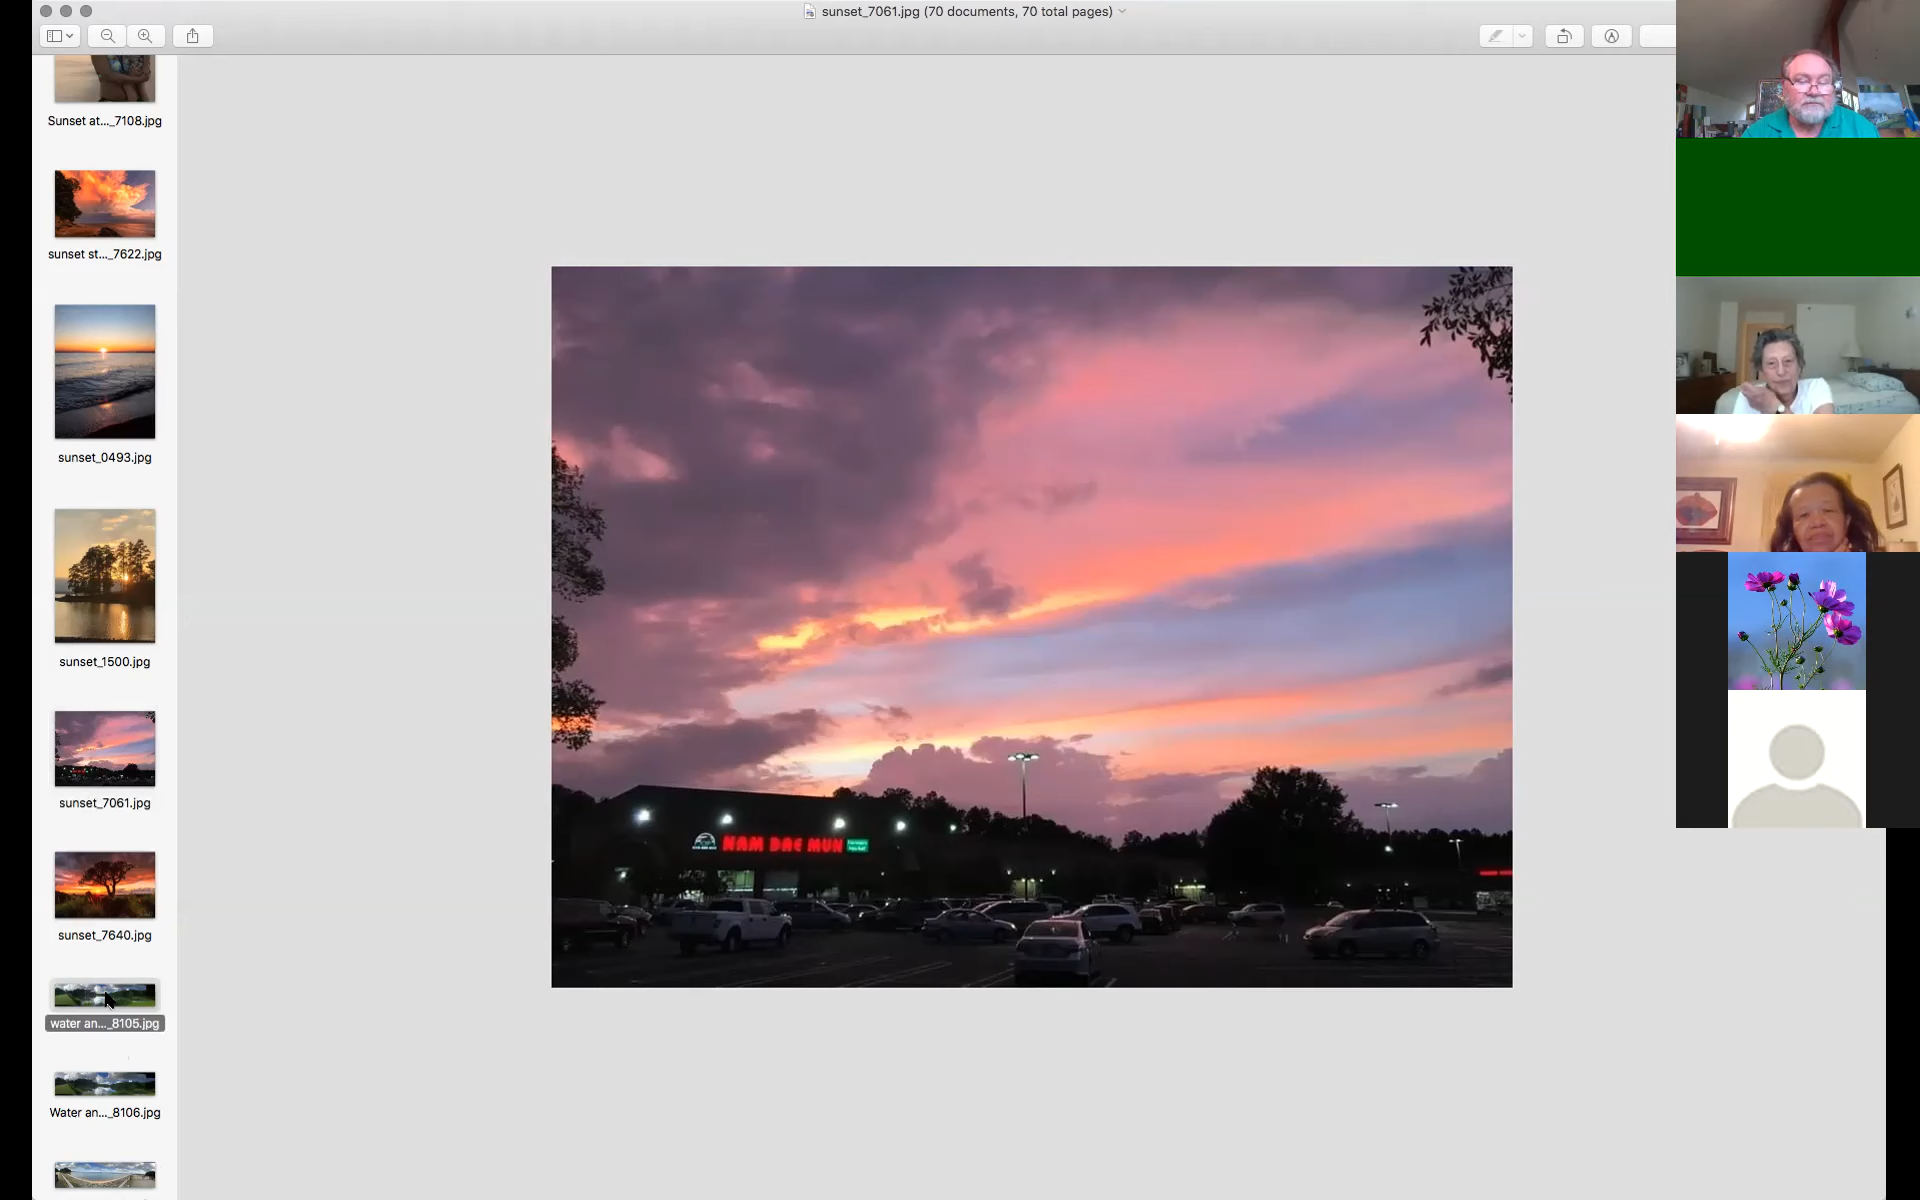 sunset_7061.jpg (70 documents, 70 total pages)
Sunset at..._7108.jpg
sunset st..._7622.jpg
sunset_0493.jpg
sunset_1500.jpg
sunset_7061.jpg
sunset_7640.jpg
water an..._8105.jpg
Water an..._8106.jpg
NAM DAE MUN